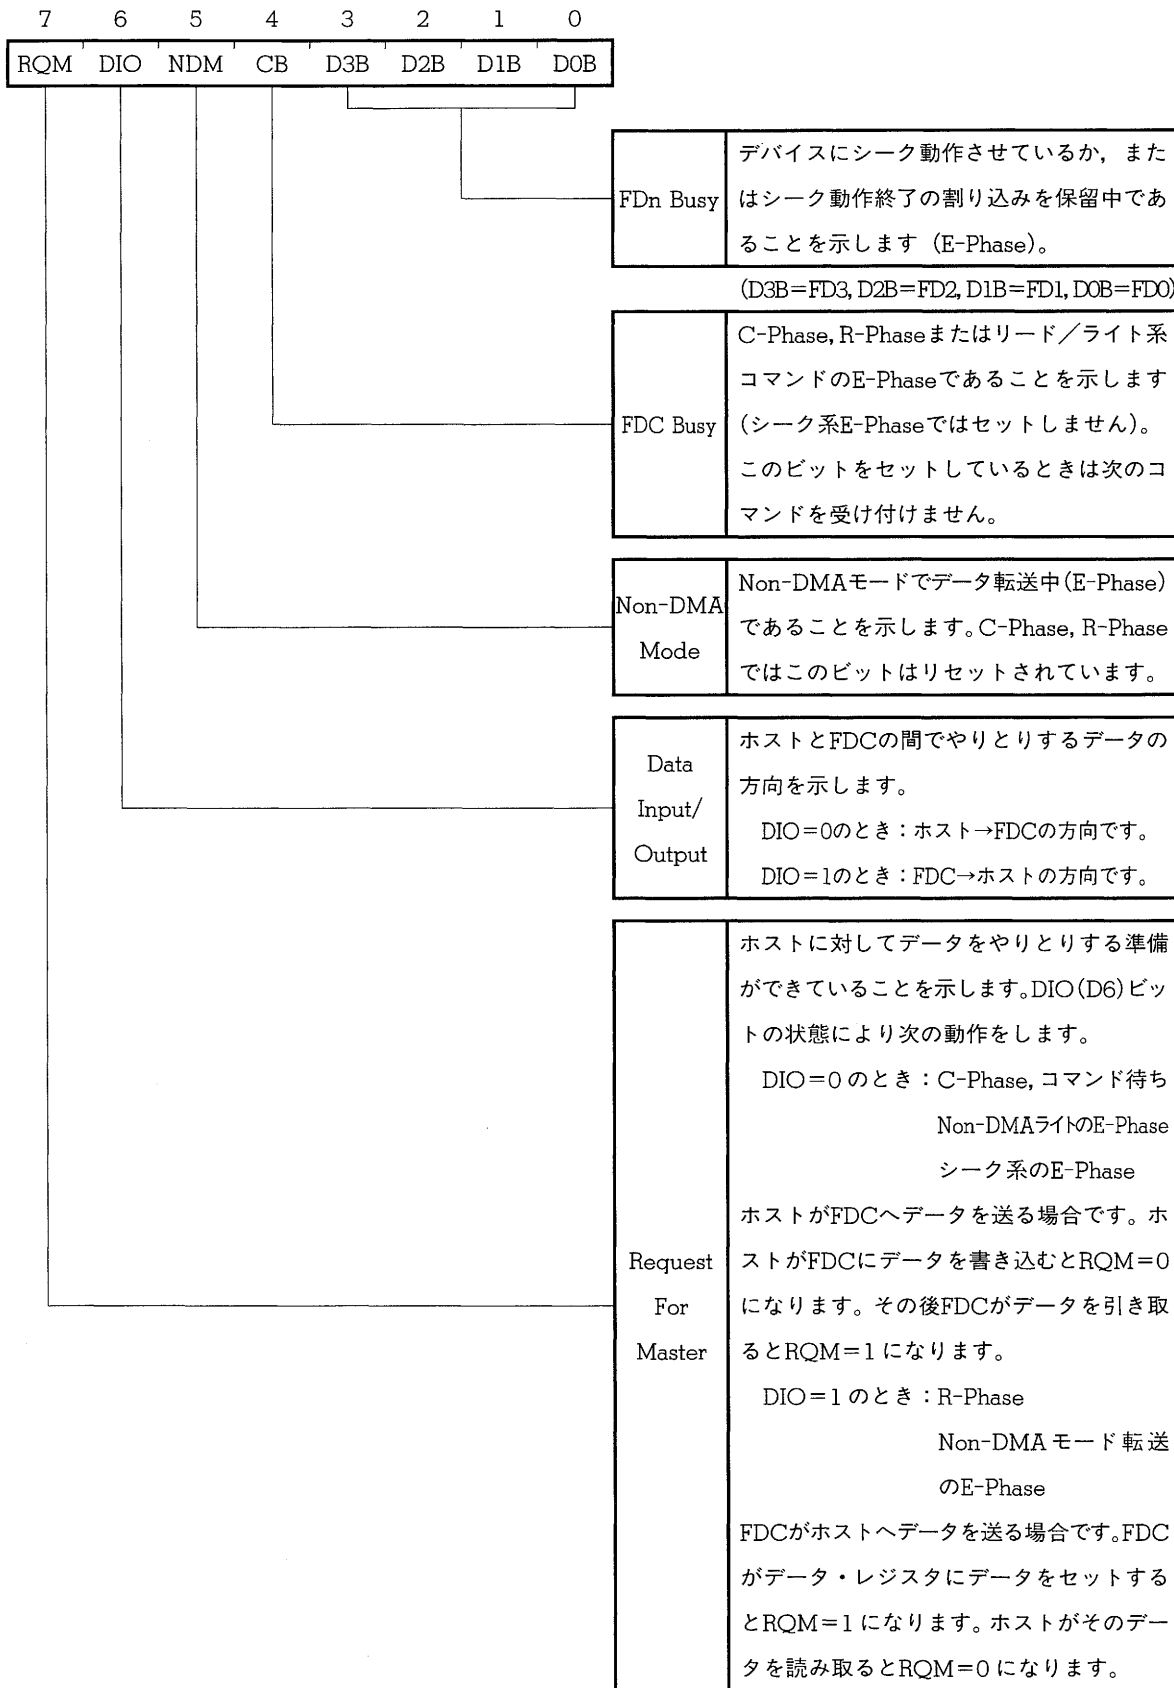 7 6 5 4 3 2 1 0
RQM DIO NDM CB D3B D2B D1B D0B
FDn Busy
デバイスにシーク動作させているか，また
はシーク動作終了の割り込みを保留中であ
ることを示します（E-Phase）。
(D3B=FD3, D2B=FD2, D1B=FD1, D0B=FD0)
FDC Busy
C-Phase, R-Phaseまたはリード／ライト系
コマンドのE-Phaseであることを示します
(シーク系E-Phaseではセットしません)。
このビットをセットしているときは次のコ
マンドを受け付けません。
Non-DMA
Mode
Non-DMAモードでデータ転送中(E-Phase)
であることを示します。C-Phase, R-Phase
ではこのビットはリセットされています。
Data
Input/
Output
ホストとFDCの間でやりとりするデータの
方向を示します。
DIO=0のとき：ホスト→FDCの方向です。
DIO=1のとき：FDC→ホストの方向です。
Request
For
Master
ホストに対してデータをやりとりする準備
ができていることを示します。DIO(D6)ビッ
トの状態により次の動作をします。
DIO=0のとき：C-Phase, コマンド待ち
Non-DMAライトのE-Phase
シーク系のE-Phase
ホストがFDCへデータを送る場合です。ホ
ストがFDCにデータを書き込むとRQM=0
になります。その後FDCがデータを引き取
るとRQM=1になります。
DIO=1のとき：R-Phase
Non-DMAモード転送
のE-Phase
FDCがホストへデータを送る場合です。FDC
がデータ・レジスタにデータをセットする
とRQM=1になります。ホストがそのデー
タを読み取るとRQM=0になります。